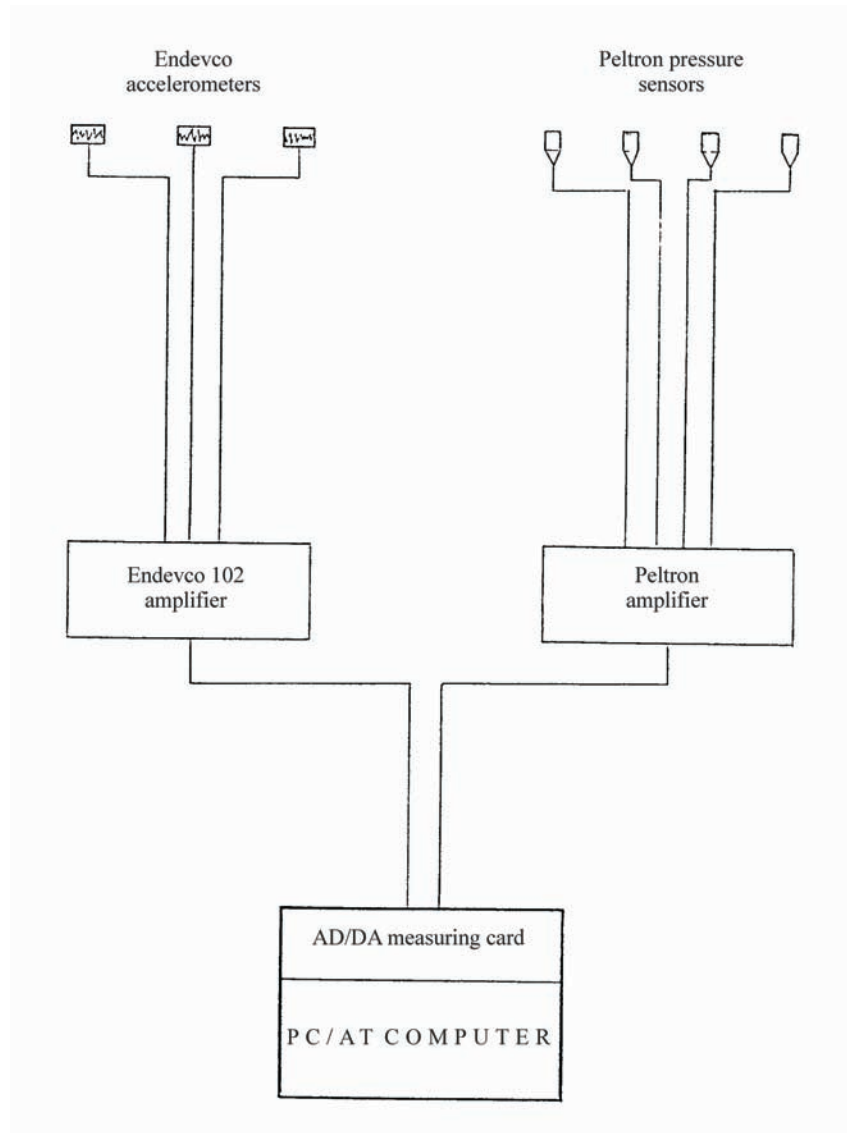 Endevco
accelerometers
Peltron pressure
sensors
Endevco 102
amplifier
Peltron
amplifier
AD/DA measuring card
PC/AT COMPUTER